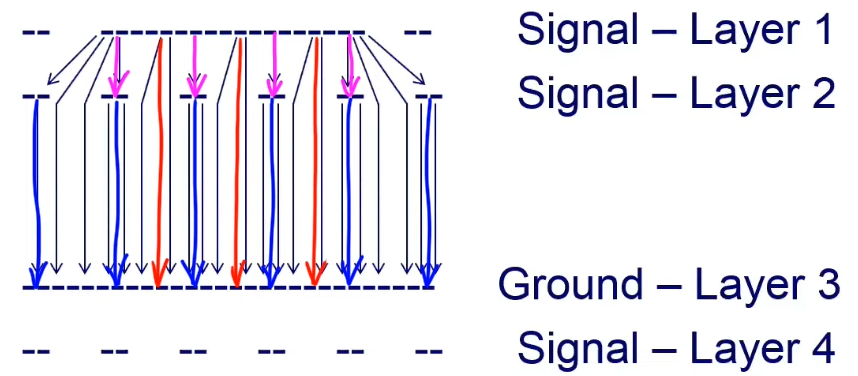 Signal – Layer 1
Signal – Layer 2
Ground – Layer 3
Signal – Layer 4